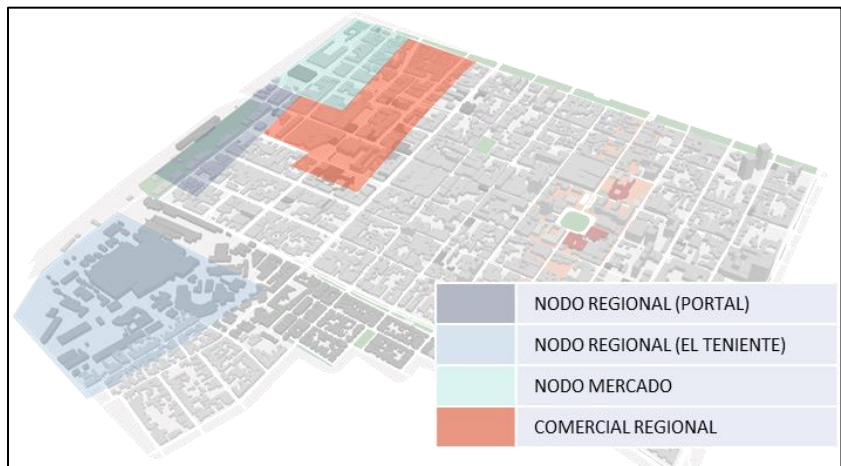 NODO REGIONAL (PORTAL)
NODO REGIONAL (EL TENIENTE)
NODO MERCADO
COMERCIAL REGIONAL